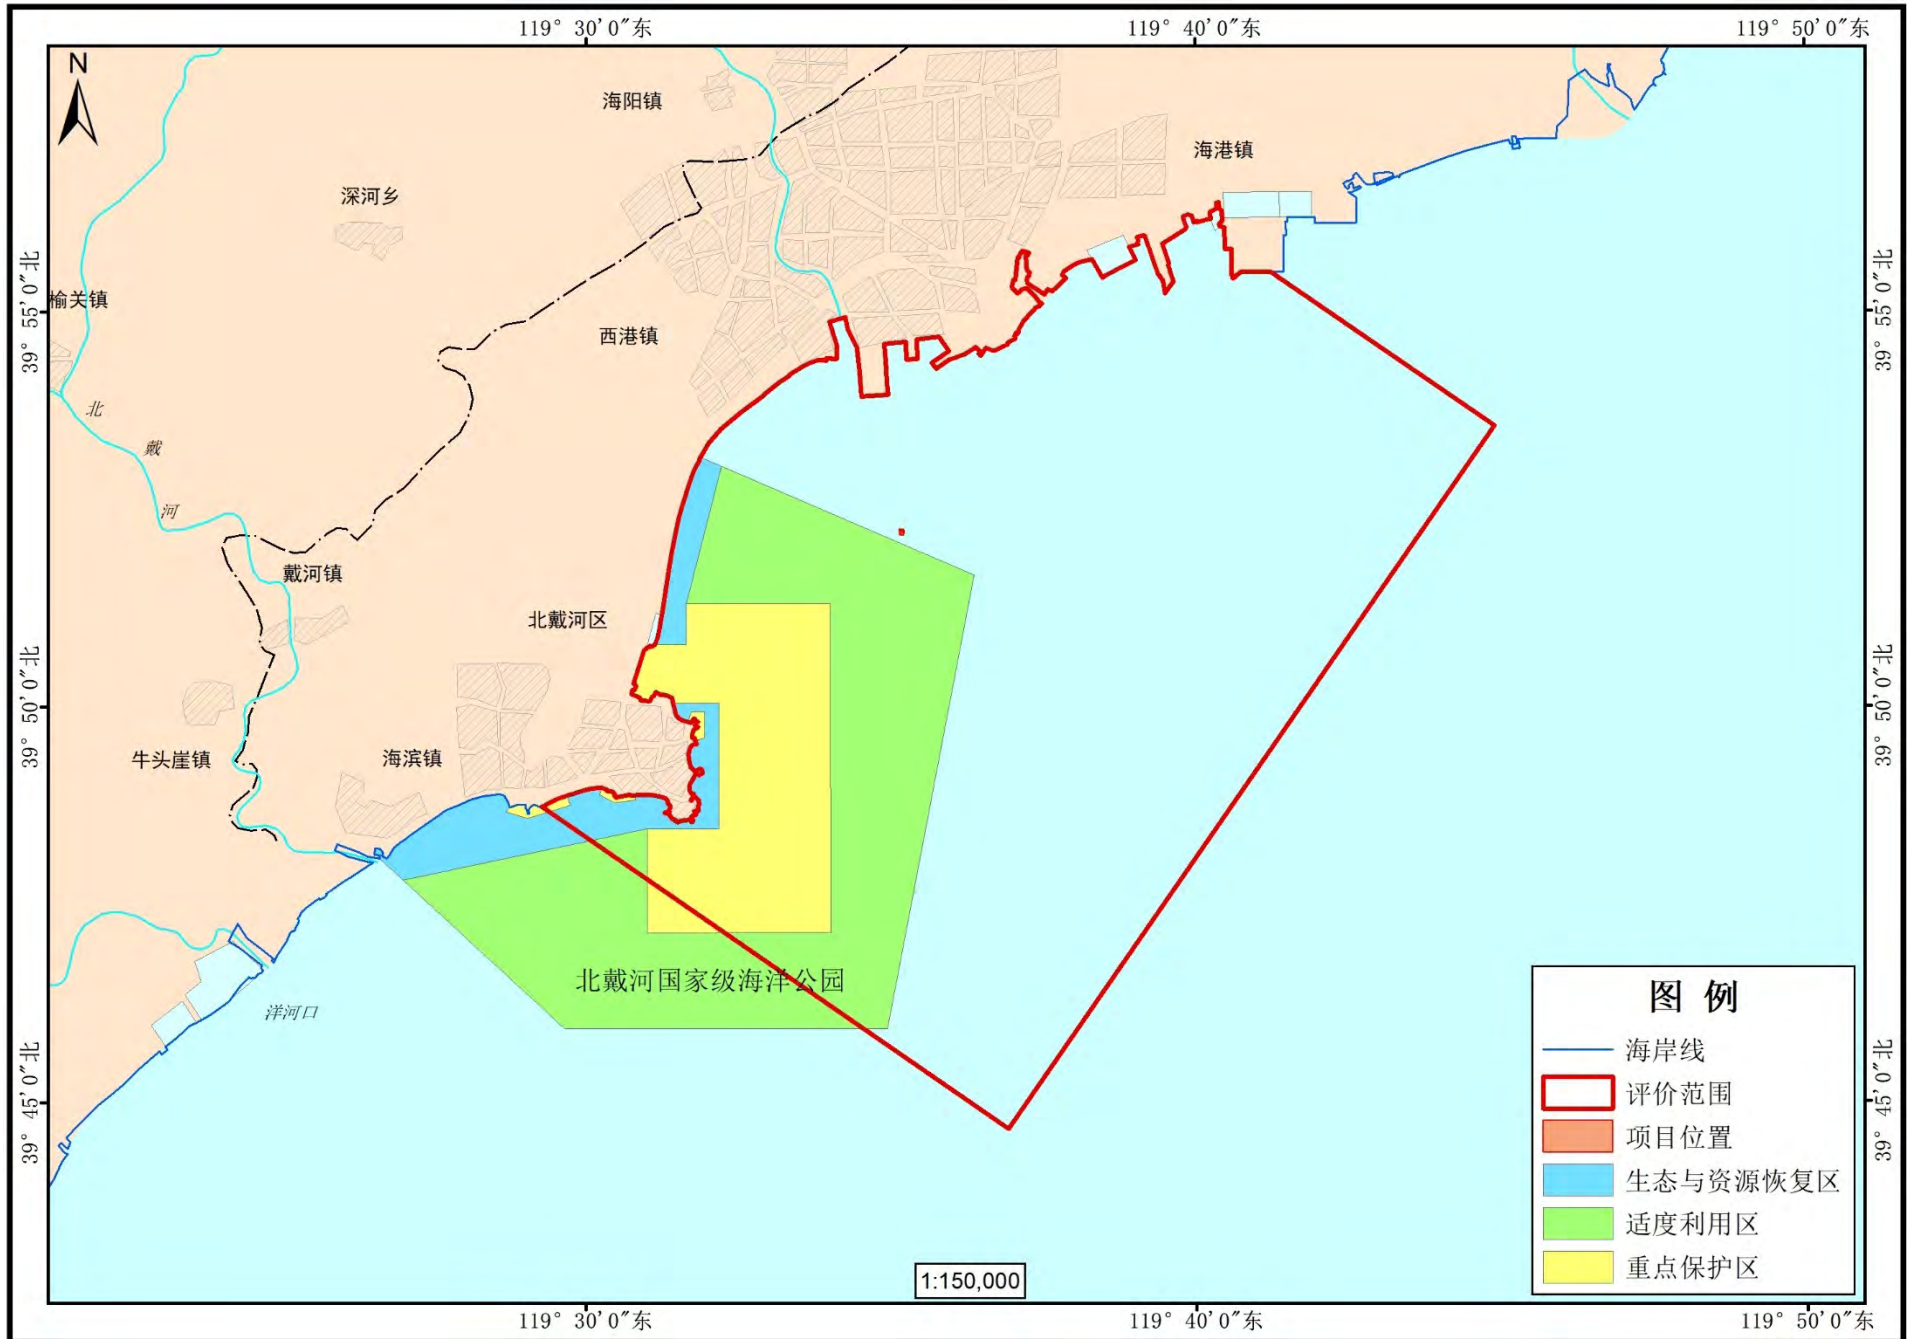 119° 30′0″东
119° 40′0″东
119° 50′0″东
N
海阳镇
海港镇
深河乡
39° 55′0″北
榆关镇
39° 55′0″北
西港镇
北
戴
河
戴河镇
北戴河区
39° 50′0″北
39° 50′0″北
牛头崖镇
海滨镇
北戴河国家级海洋公园
洋河口
图 例
海岸线
评价范围
项目位置
生态与资源恢复区
适度利用区
重点保护区
39° 45′0″北
39° 45′0″北
1:150,000
119° 30′0″东
119° 40′0″东
119° 50′0″东